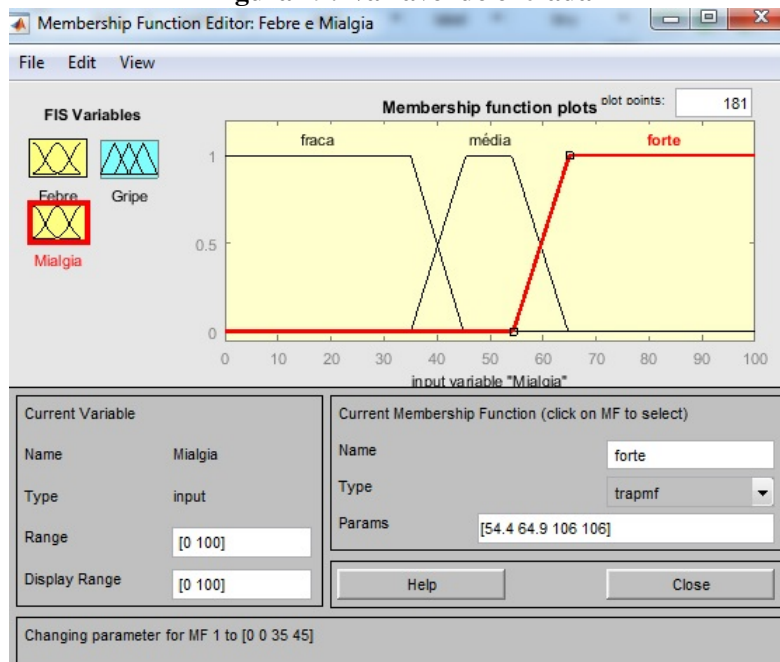 Membership Function Editor: Febre e Mialgia
File Edit View
FIS Variables
Febre
Gripe
Mialgia
Membership function plots
plot points:
181
fraca
média
forte
1
0.5
0
0 10 20 30 40 50 60 70 80 90 100
input variable "Mialgia"
Current Variable
Name Mialgia
Type input
Range [0 100]
Display Range [0 100]
Current Membership Function (click on MF to select)
Name forte
Type trapmf
Params [54.4 64.9 106 106]
Help Close
Changing parameter for MF 1 to [0 0 35 45]